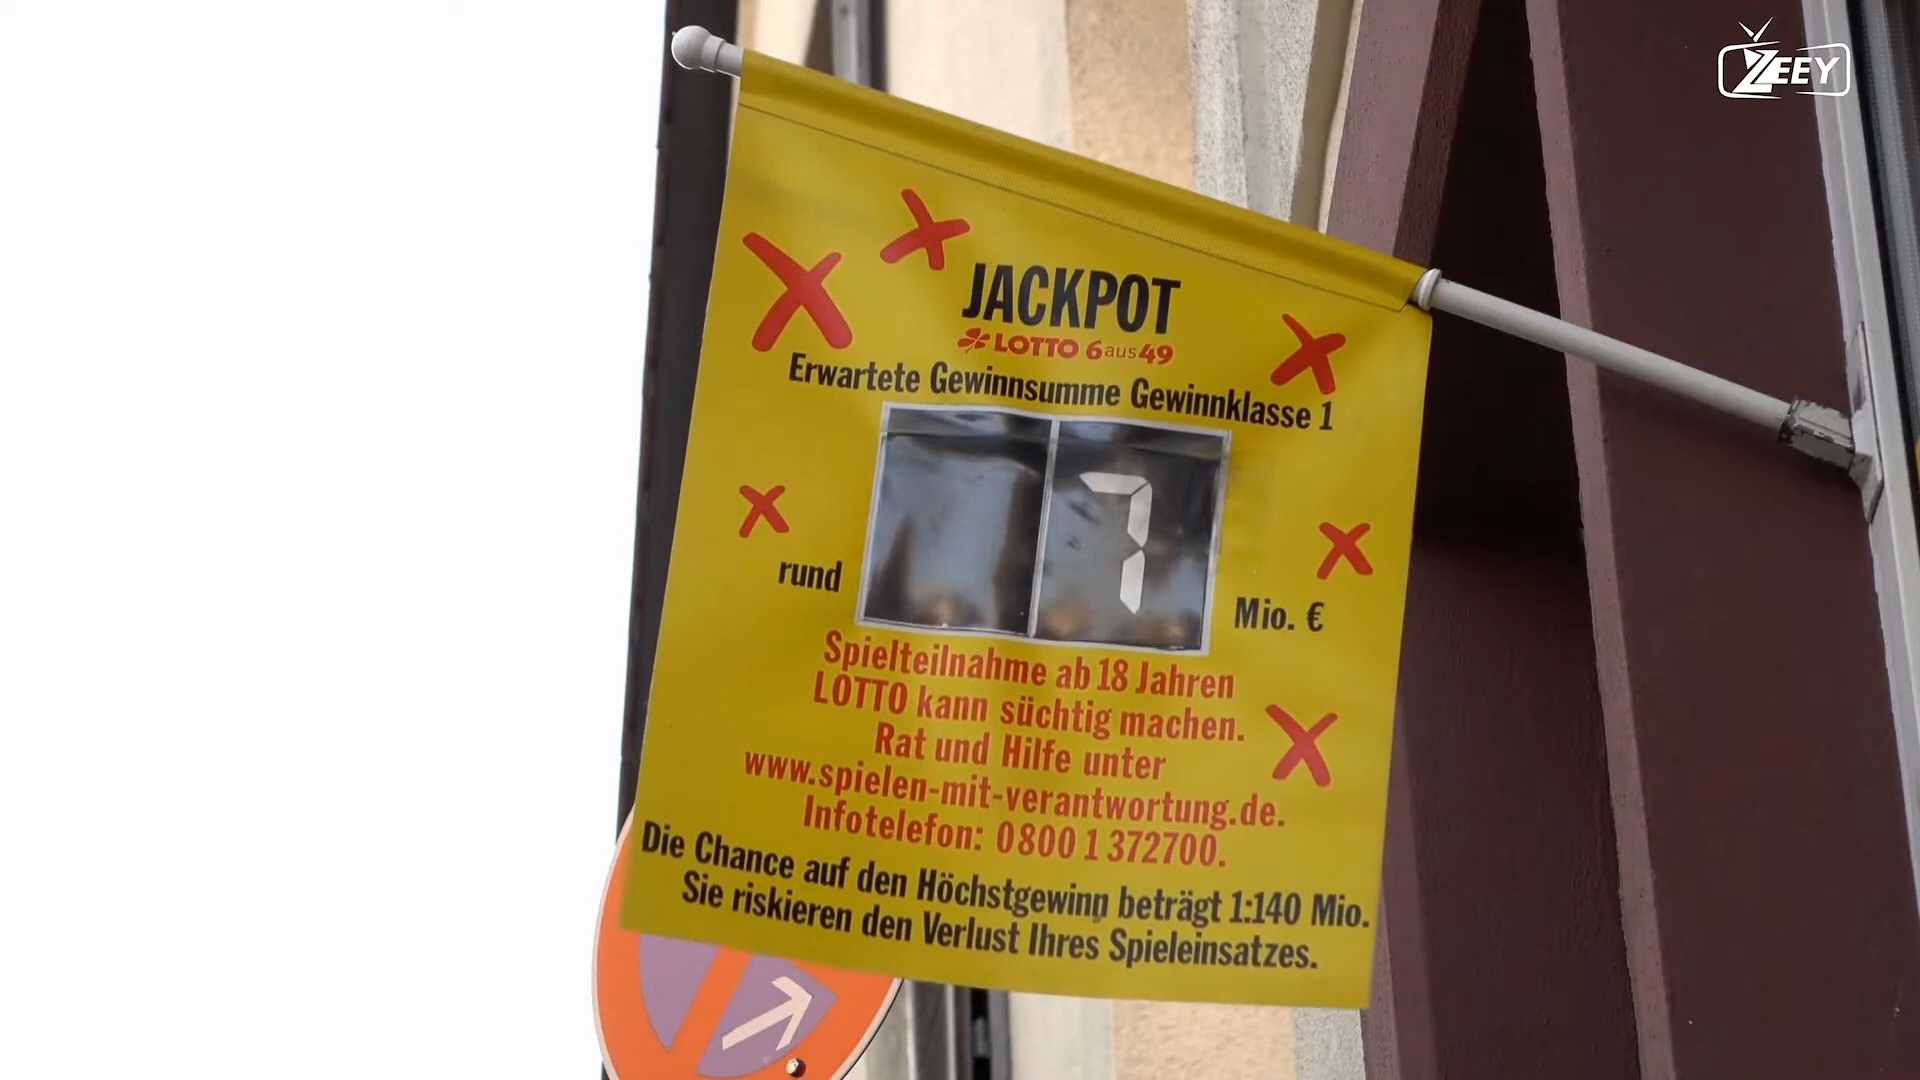 ZEEY
JACKPOT
LOTTO 6aus49
Erwartete Gewinnsumme Gewinnklasse 1
7
rund
Mio. €
Spielteilnahme ab 18 Jahren
LOTTO kann süchtig machen.
Rat und Hilfe unter
www.spielen-mit-verantwortung.de.
Infotelefon: 0800 1 372700.
Die Chance auf den Höchstgewinn beträgt 1:140 Mio.
Sie riskieren den Verlust Ihres Spieleinsatzes.